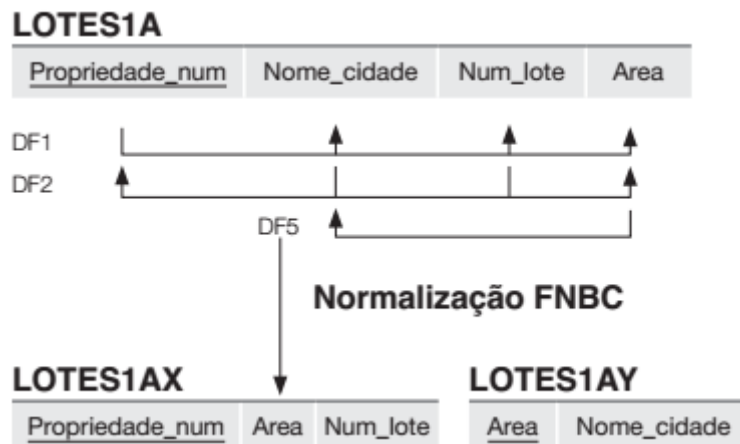 LOTES1A
Propriedade_num Nome_cidade Num_lote Area
DF1
DF2
DF5
Normalização FNBC
LOTES1AX LOTES1AY
Propriedade_num Area Num_lote Area Nome_cidade